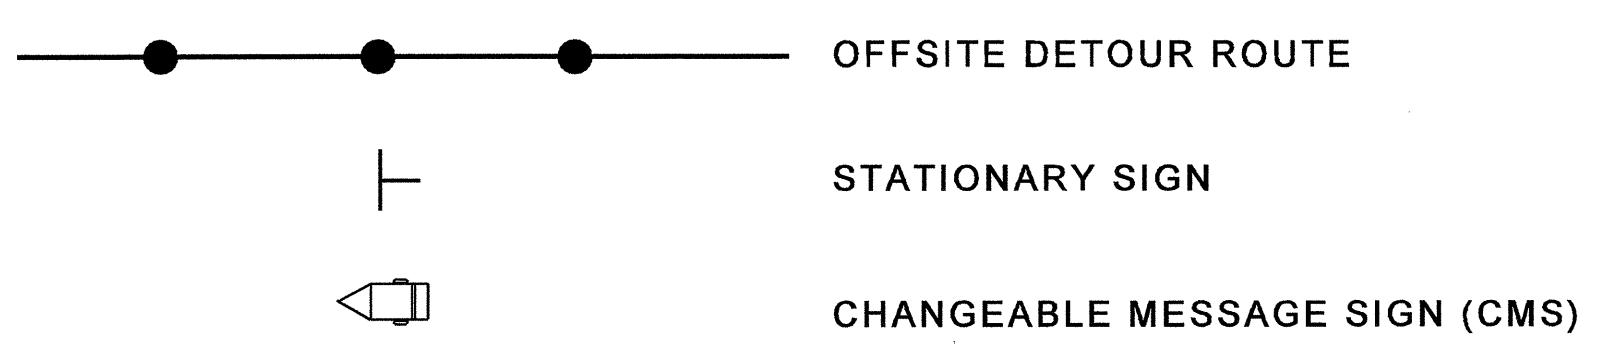 OFFSITE DETOUR ROUTE
STATIONARY SIGN
CHANGEABLE MESSAGE SIGN (CMS)